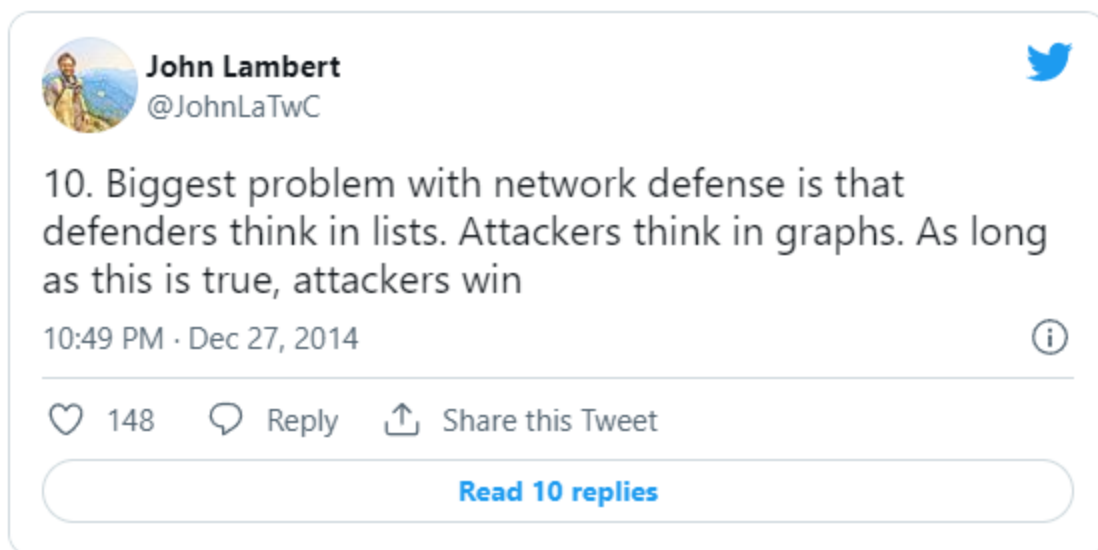 John Lambert
@JohnLaTwC
10. Biggest problem with network defense is that
defenders think in lists. Attackers think in graphs. As long
as this is true, attackers win
10:49 PM · Dec 27, 2014
148 Reply Share this Tweet
Read 10 replies